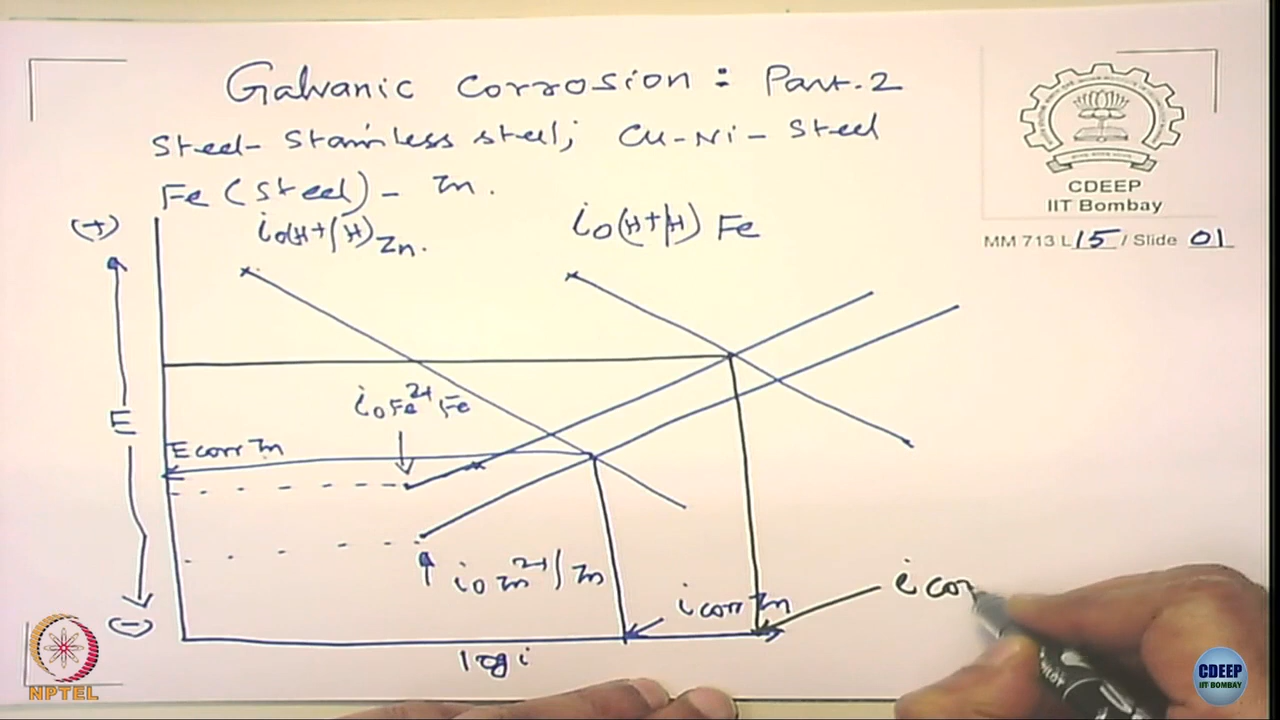 Galvanic Corrosion: Part.2
Steel-Stainless steel; Cu-Ni-Steel
Fe(Steel)-Zn.
(+)
i₀(H+/H)Zn.
i₀(H+/H) Fe
CDEEP
IIT Bombay
MM 713 L 15 / Slide 01
i₀Fe²⁺/Fe
E
Ecorr Zn
i₀Zn²⁺/Zn
icorr Zn
icor
(-)
log i
NPTEL
CDEEP
IIT BOMBAY